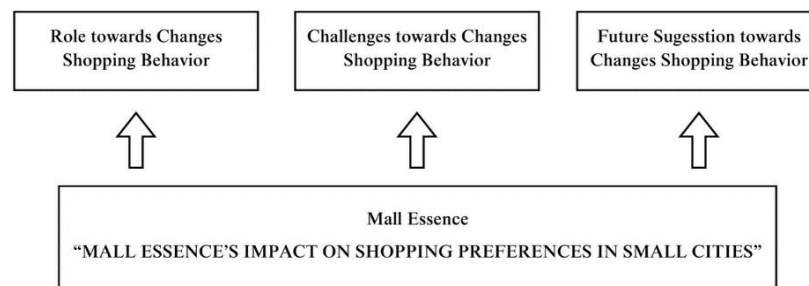 Role towards Changes
Shopping Behavior
Challenges towards Changes
Shopping Behavior
Future Sugesstion towards
Changes Shopping Behavior
Mall Essence
“MALL ESSENCE’S IMPACT ON SHOPPING PREFERENCES IN SMALL CITIES”